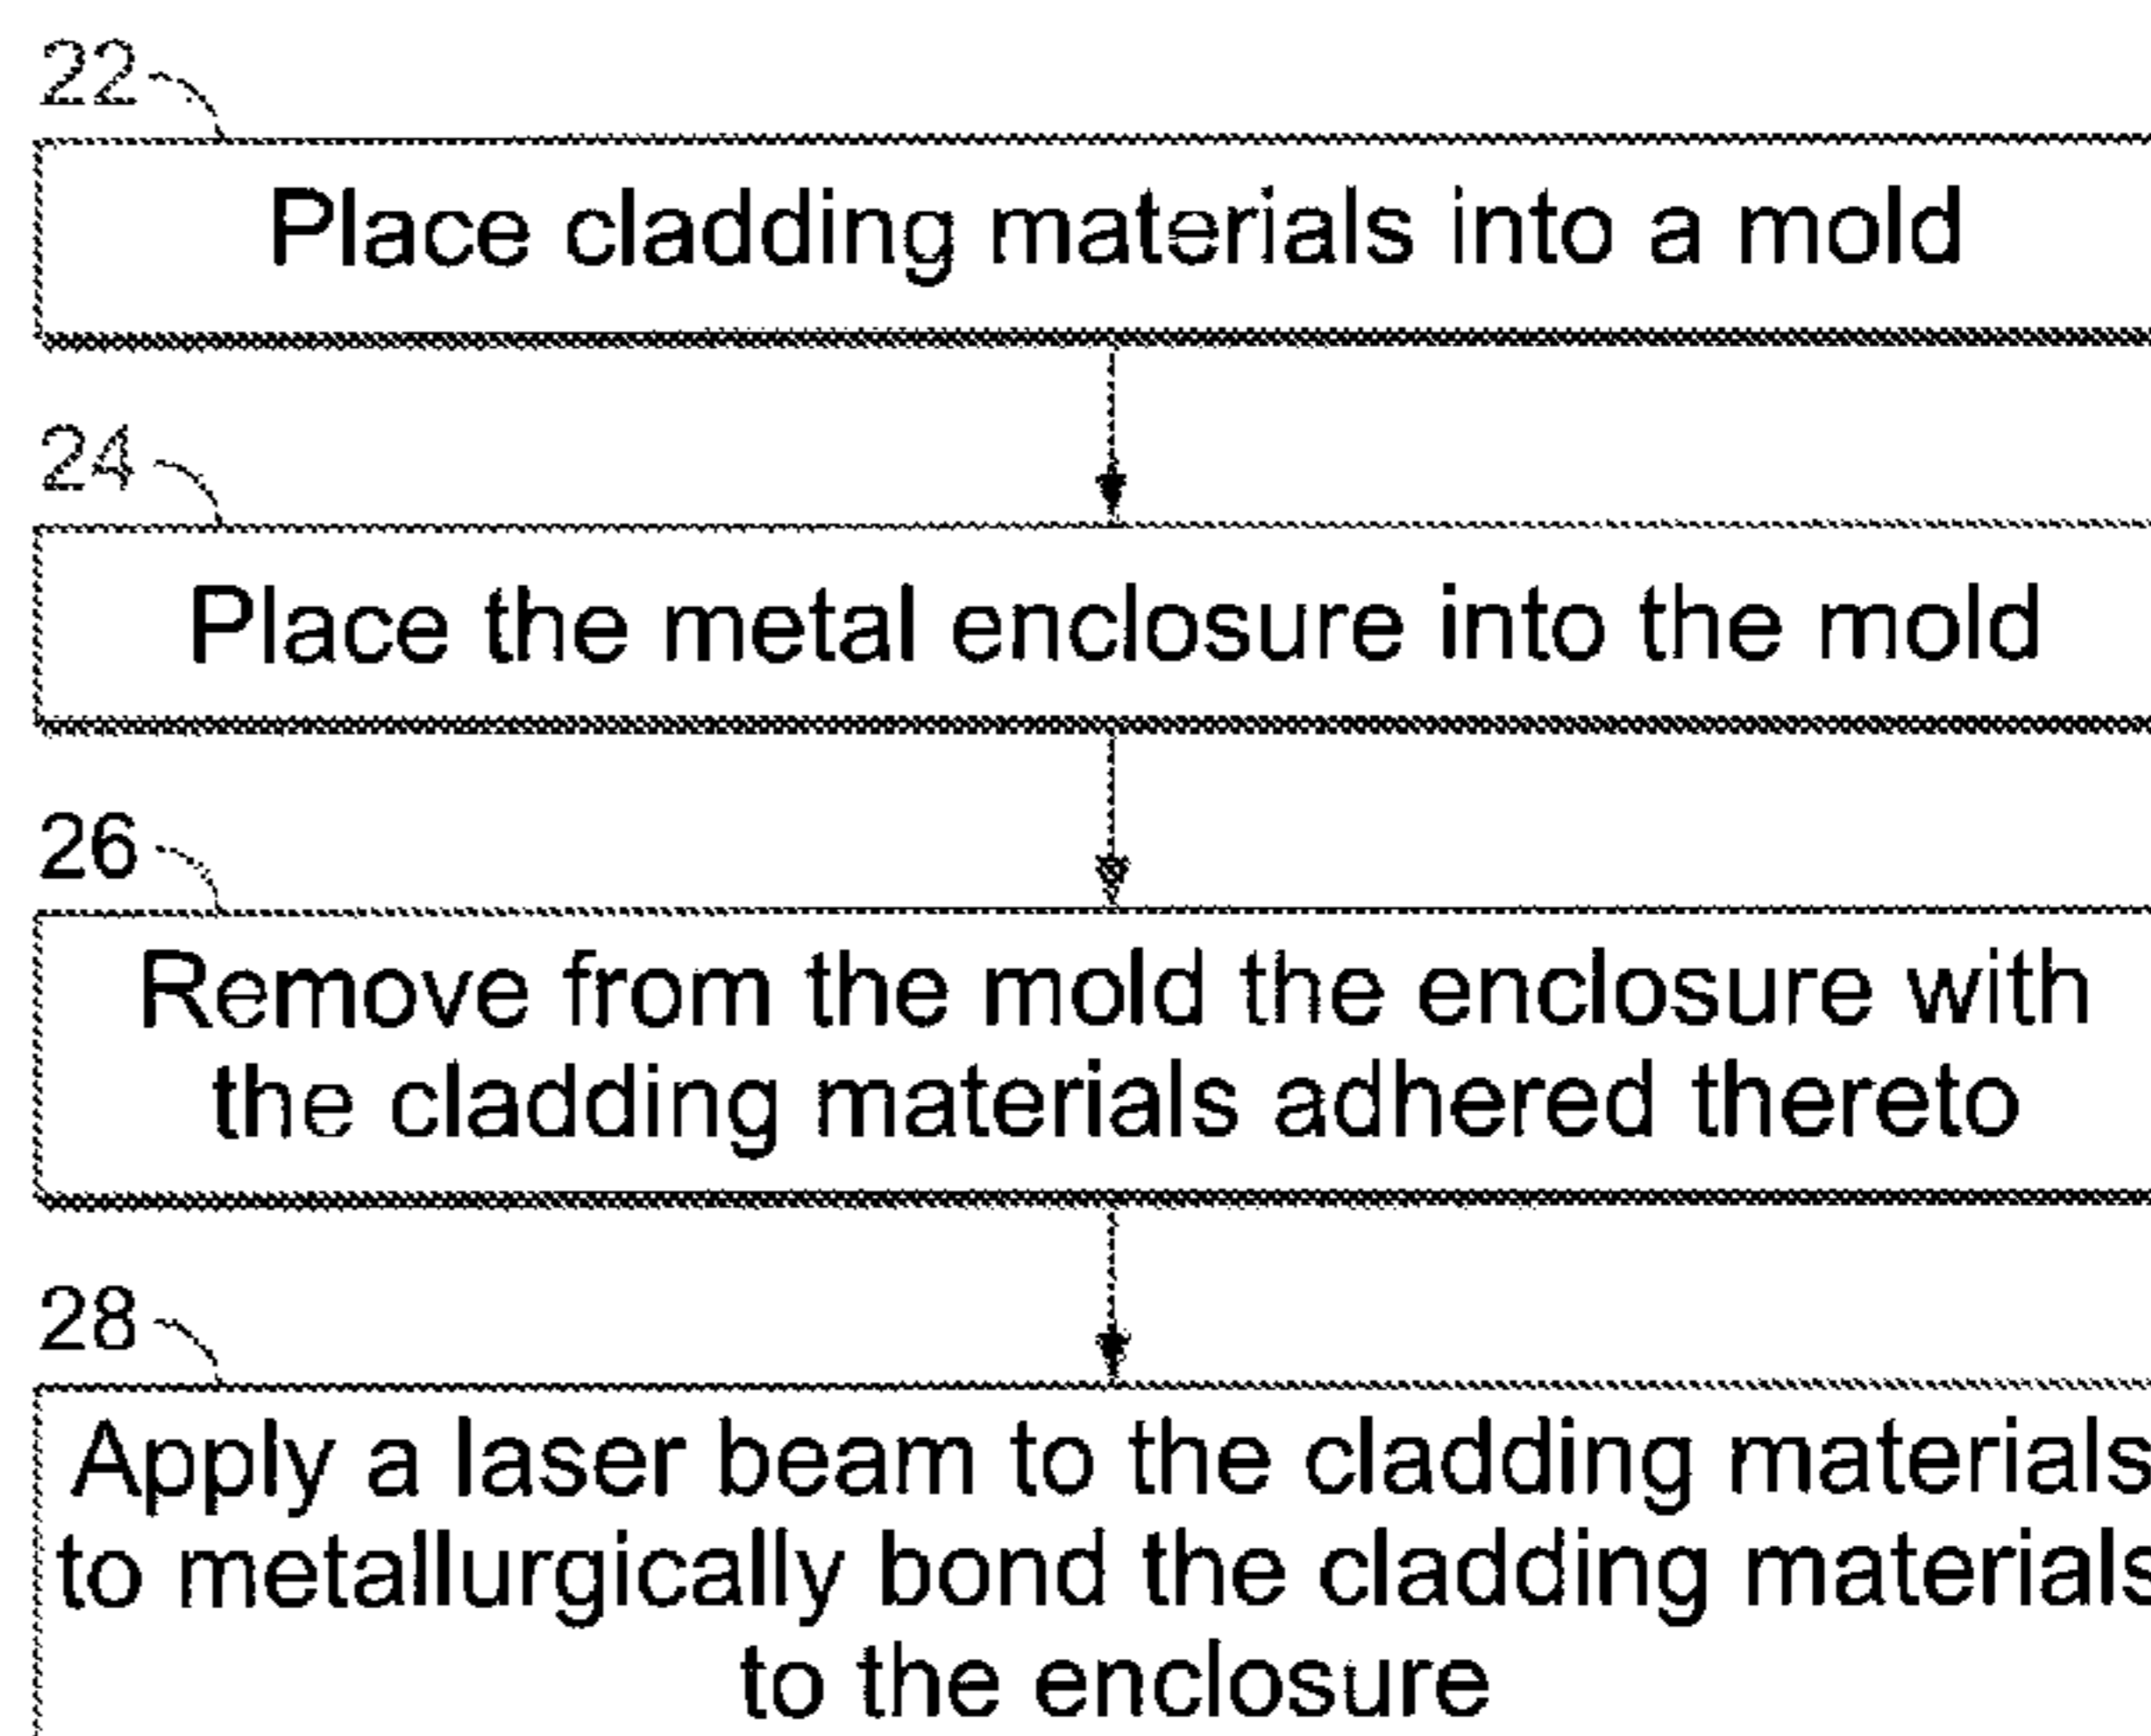 22
Place cladding materials into a mold
24
Place the metal enclosure into the mold
26
Remove from the mold the enclosure with
the cladding materials adhered thereto
28
Apply a laser beam to the cladding materials
to metallurgically bond the cladding materials
to the enclosure